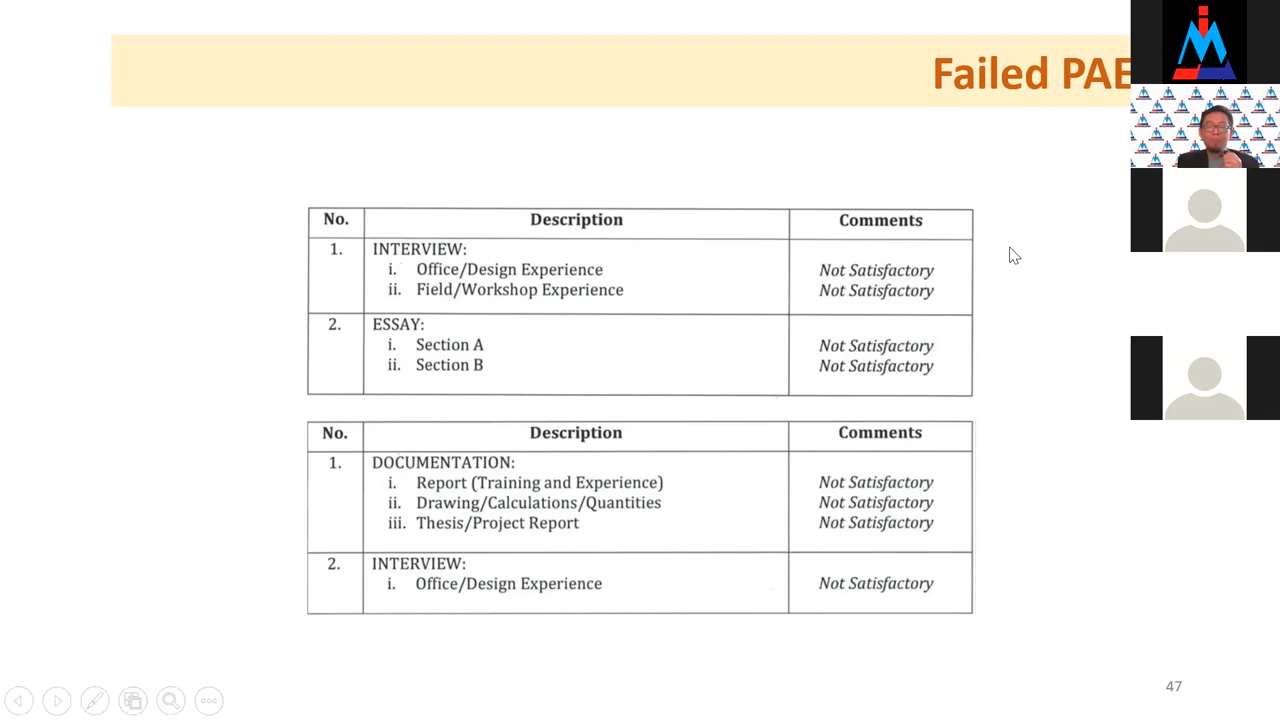 Failed PAE
No. Description Comments
1. INTERVIEW:
i. Office/Design Experience Not Satisfactory
ii. Field/Workshop Experience Not Satisfactory
2. ESSAY:
i. Section A Not Satisfactory
ii. Section B Not Satisfactory
No. Description Comments
1. DOCUMENTATION:
i. Report (Training and Experience) Not Satisfactory
ii. Drawing/Calculations/Quantities Not Satisfactory
iii. Thesis/Project Report Not Satisfactory
2. INTERVIEW:
i. Office/Design Experience Not Satisfactory
47